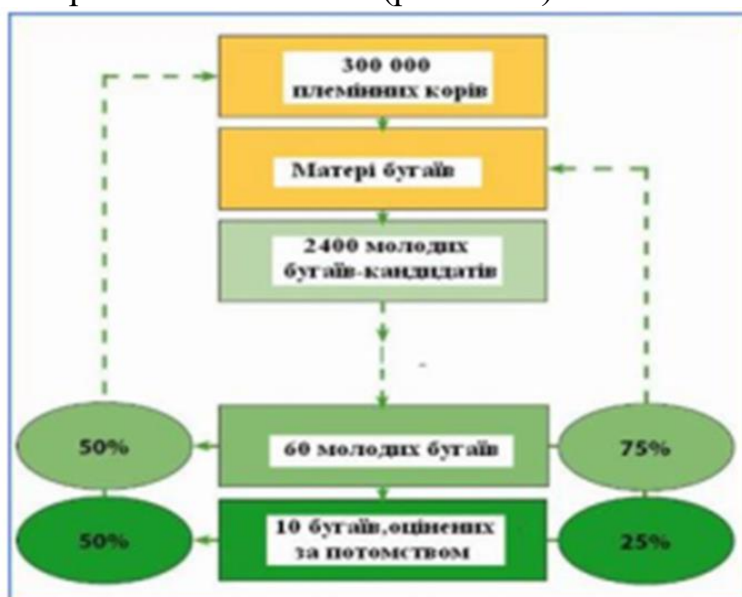 300 000
племінних корів
Матері бугаїв
2400 молодих
бугаїв-кандидатів
50%
60 молодих бугаїв
75%
50%
10 бугаїв,оцінених
за потомством
25%